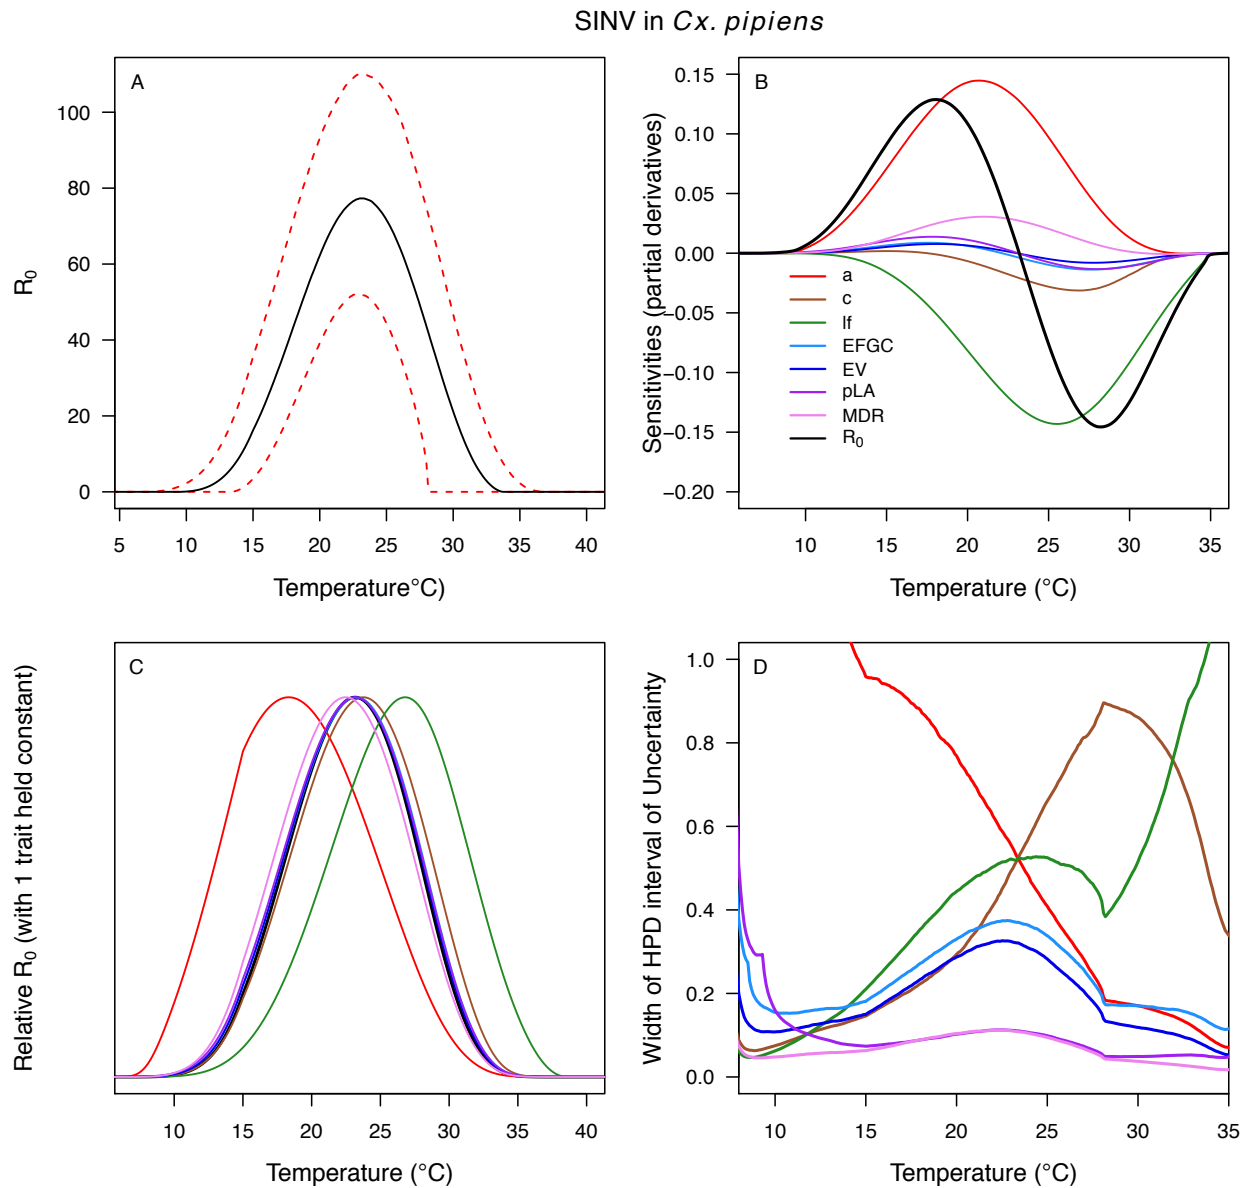 SINV in Cx. pipiens
A
R0
100
80
60
40
20
0
5 10 15 20 25 30 35 40
Temperature°C)
B
Sensitivities (partial derivatives)
0.15
0.10
0.05
0.00
−0.05
−0.10
−0.15
−0.20
a
c
lf
EFGC
EV
pLA
MDR
R0
10 15 20 25 30 35
Temperature (°C)
C
Relative R0 (with 1 trait held constant)
10 15 20 25 30 35 40
Temperature (°C)
D
Width of HPD interval of Uncertainty
1.0
0.8
0.6
0.4
0.2
0.0
10 15 20 25 30 35
Temperature (°C)